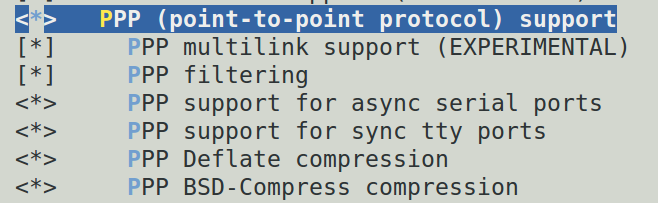 <*> PPP (point-to-point protocol) support
[*] PPP multilink support (EXPERIMENTAL)
[*] PPP filtering
<*> PPP support for async serial ports
<*> PPP support for sync tty ports
<*> PPP Deflate compression
<*> PPP BSD-Compress compression